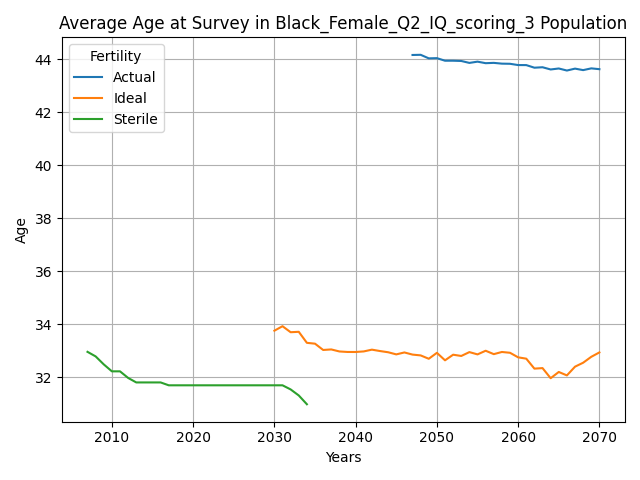 Average Age at Survey in Black_Female_Q2_IQ_scoring_3 Population
Fertility
Actual
Ideal
Sterile
Age
44
42
40
38
36
34
32
2010 2020 2030 2040 2050 2060 2070
Years